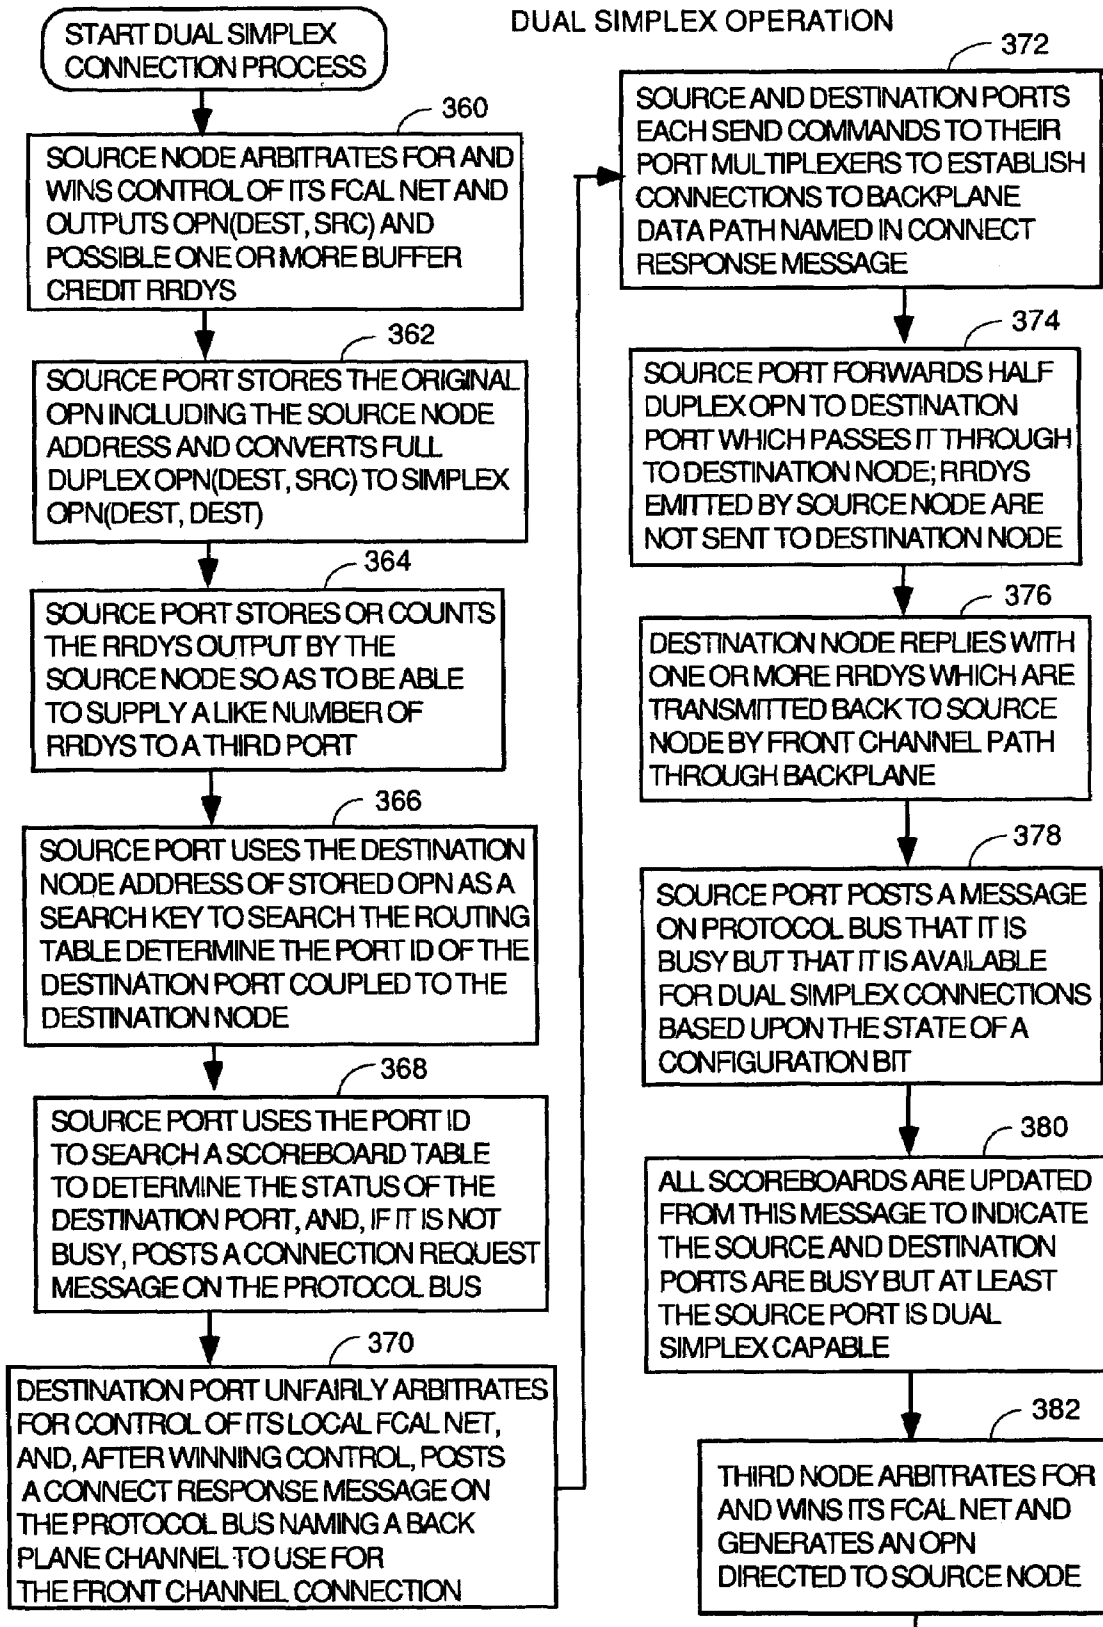 DUAL SIMPLEX OPERATION
START DUAL SIMPLEX
CONNECTION PROCESS
360
SOURCE NODE ARBITRATES FOR AND
WINS CONTROL OF ITS FCAL NET AND
OUTPUTS OPN(DEST, SRC) AND
POSSIBLE ONE OR MORE BUFFER
CREDIT RRDYS
362
SOURCE PORT STORES THE ORIGINAL
OPN INCLUDING THE SOURCE NODE
ADDRESS AND CONVERTS FULL
DUPLEX OPN(DEST, SRC) TO SIMPLEX
OPN(DEST, DEST)
364
SOURCE PORT STORES OR COUNTS
THE RRDYS OUTPUT BY THE
SOURCE NODE SO AS TO BE ABLE
TO SUPPLY A LIKE NUMBER OF
RRDYS TO A THIRD PORT
366
SOURCE PORT USES THE DESTINATION
NODE ADDRESS OF STORED OPN AS A
SEARCH KEY TO SEARCH THE ROUTING
TABLE DETERMINE THE PORT ID OF THE
DESTINATION PORT COUPLED TO THE
DESTINATION NODE
368
SOURCE PORT USES THE PORT ID
TO SEARCH A SCOREBOARD TABLE
TO DETERMINE THE STATUS OF THE
DESTINATION PORT, AND, IF IT IS NOT
BUSY, POSTS A CONNECTION REQUEST
MESSAGE ON THE PROTOCOL BUS
370
DESTINATION PORT UNFAIRLY ARBITRATES
FOR CONTROL OF ITS LOCAL FCAL NET,
AND, AFTER WINNING CONTROL, POSTS
A CONNECT RESPONSE MESSAGE ON
THE PROTOCOL BUS NAMING A BACK
PLANE CHANNEL TO USE FOR
THE FRONT CHANNEL CONNECTION
372
SOURCE AND DESTINATION PORTS
EACH SEND COMMANDS TO THEIR
PORT MULTIPLEXERS TO ESTABLISH
CONNECTIONS TO BACKPLANE
DATA PATH NAMED IN CONNECT
RESPONSE MESSAGE
374
SOURCE PORT FORWARDS HALF
DUPLEX OPN TO DESTINATION
PORT WHICH PASSES IT THROUGH
TO DESTINATION NODE; RRDYS
EMITTED BY SOURCE NODE ARE
NOT SENT TO DESTINATION NODE
376
DESTINATION NODE REPLIES WITH
ONE OR MORE RRDYS WHICH ARE
TRANSMITTED BACK TO SOURCE
NODE BY FRONT CHANNEL PATH
THROUGH BACKPLANE
378
SOURCE PORT POSTS A MESSAGE
ON PROTOCOL BUS THAT IT IS
BUSY BUT THAT IT IS AVAILABLE
FOR DUAL SIMPLEX CONNECTIONS
BASED UPON THE STATE OF A
CONFIGURATION BIT
380
ALL SCOREBOARDS ARE UPDATED
FROM THIS MESSAGE TO INDICATE
THE SOURCE AND DESTINATION
PORTS ARE BUSY BUT AT LEAST
THE SOURCE PORT IS DUAL
SIMPLEX CAPABLE
382
THIRD NODE ARBITRATES FOR
AND WINS ITS FCAL NET AND
GENERATES AN OPN
DIRECTED TO SOURCE NODE